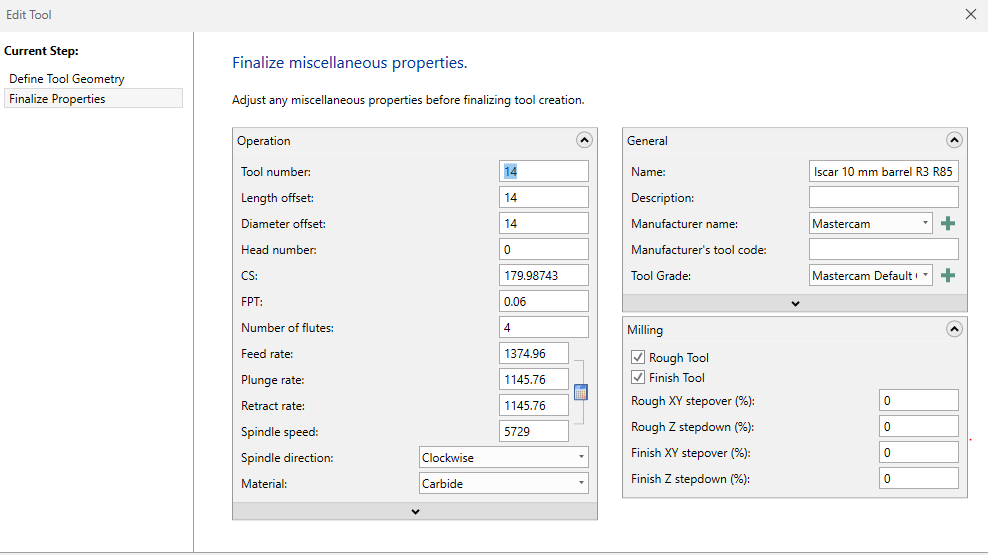 Edit Tool
Current Step:
Define Tool Geometry
Finalize Properties
Finalize miscellaneous properties.
Adjust any miscellaneous properties before finalizing tool creation.
Operation
Tool number: 14
Length offset: 14
Diameter offset: 14
Head number: 0
CS: 179.98743
FPT: 0.06
Number of flutes: 4
Feed rate: 1374.96
Plunge rate: 1145.76
Retract rate: 1145.76
Spindle speed: 5729
Spindle direction: Clockwise
Material: Carbide
General
Name: Iscar 10 mm barrel R3 R85
Description:
Manufacturer name: Mastercam
Manufacturer's tool code:
Tool Grade: Mastercam Default
Milling
Rough Tool
Finish Tool
Rough XY stepover (%): 0
Rough Z stepdown (%): 0
Finish XY stepover (%): 0
Finish Z stepdown (%): 0